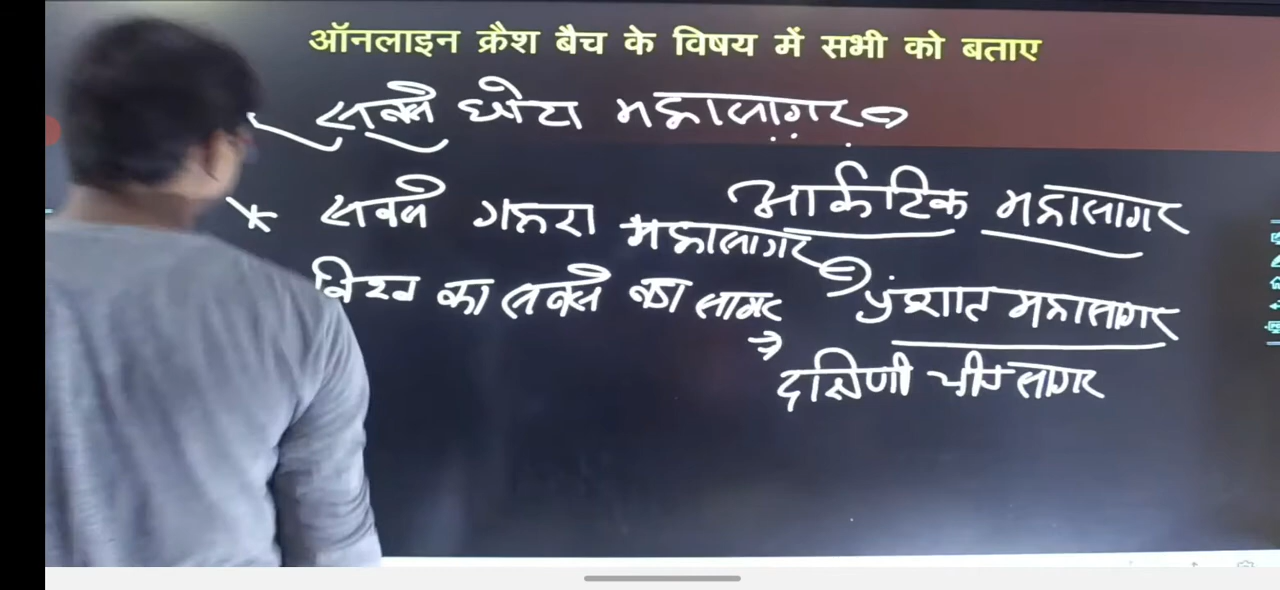 ऑनलाइन क्रैश बैच के विषय में सभी को बताए
सबसे छोटा महासागर
आर्कटिक महासागर
सबसे गहरा महासागर
प्रशांत महासागर
विश्व का सबसे बड़ा सागर
→ दक्षिणी चीन सागर